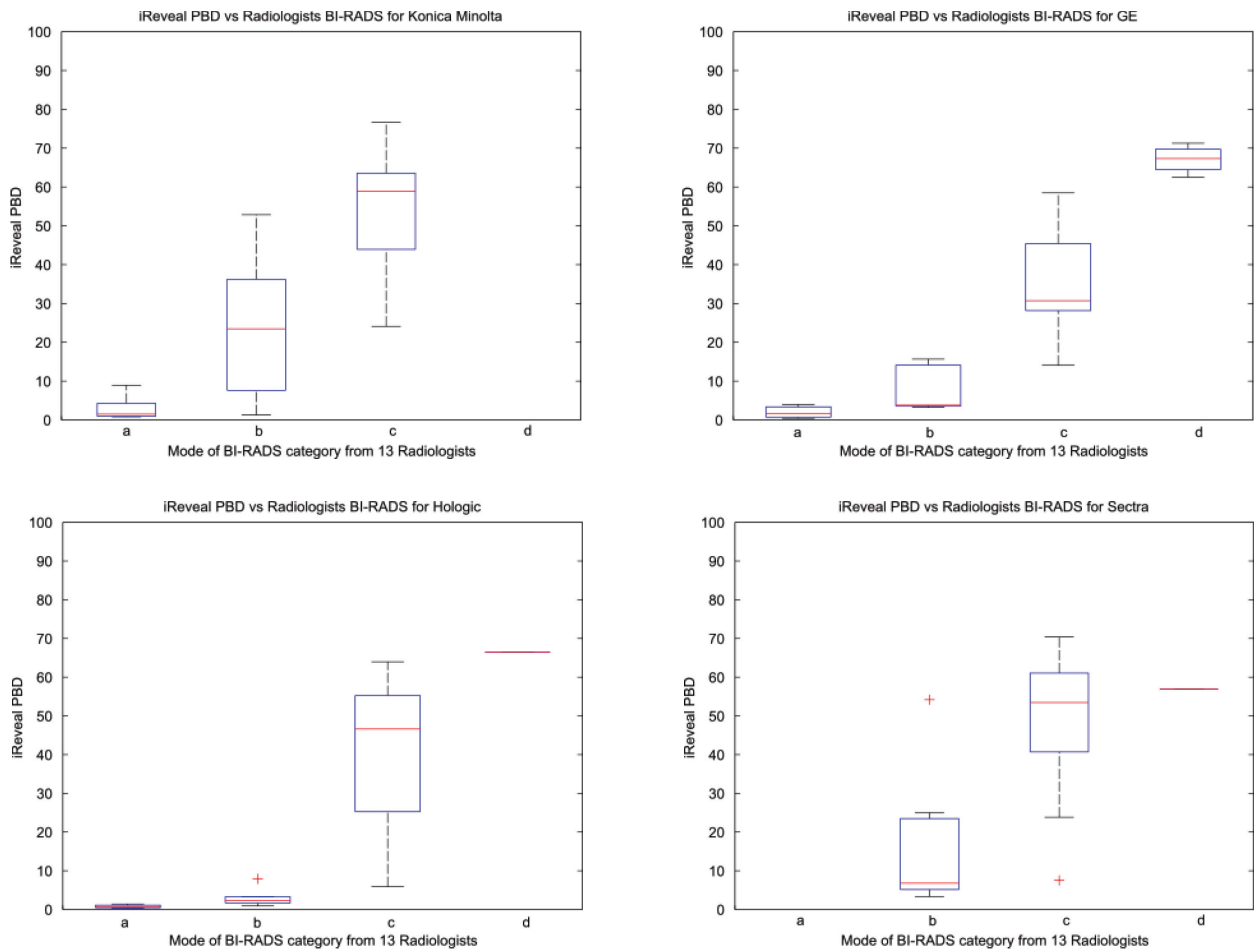 iReveal PBD vs Radiologists BI-RADS for Konica Minolta
100
90
80
70
60
50
40
30
20
10
0
iReveal PBD
a b c d
Mode of BI-RADS category from 13 Radiologists
iReveal PBD vs Radiologists BI-RADS for GE
100
90
80
70
60
50
40
30
20
10
0
iReveal PBD
a b c d
Mode of BI-RADS category from 13 Radiologists
iReveal PBD vs Radiologists BI-RADS for Hologic
100
90
80
70
60
50
40
30
20
10
0
iReveal PBD
a b c d
Mode of BI-RADS category from 13 Radiologists
iReveal PBD vs Radiologists BI-RADS for Sectra
100
90
80
70
60
50
40
30
20
10
0
iReveal PBD
a b c d
Mode of BI-RADS category from 13 Radiologists